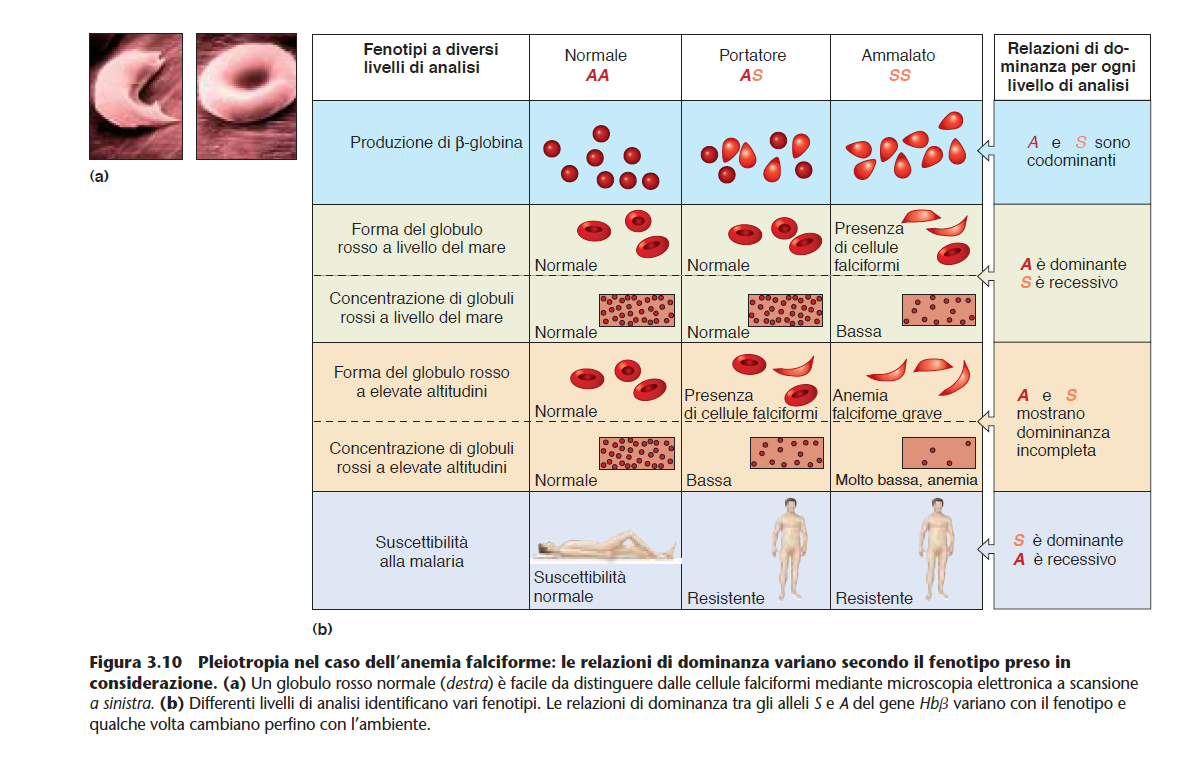 (a)
Fenotipi a diversi
livelli di analisi
Normale
AA
Portatore
AS
Ammalato
SS
Relazioni di do-
minanza per ogni
livello di analisi
Produzione di β-globina
A e S sono
codominanti
Forma del globulo
rosso a livello del mare
Normale
Normale
Presenza
di cellule
falciformi
A è dominante
S è recessivo
Concentrazione di globuli
rossi a livello del mare
Normale
Normale
Bassa
Forma del globulo rosso
a elevate altitudini
Normale
Presenza
di cellule falciformi
Anemia
falcifome grave
A e S
mostrano
domininanza
incompleta
Concentrazione di globuli
rossi a elevate altitudini
Normale
Bassa
Molto bassa, anemia
Suscettibilità
alla malaria
Suscettibilità
normale
Resistente
Resistente
S è dominante
A è recessivo
(b)
Figura 3.10 Pleiotropia nel caso dell'anemia falciforme: le relazioni di dominanza variano secondo il fenotipo preso in
considerazione. (a) Un globulo rosso normale (destra) è facile da distinguere dalle cellule falciformi mediante microscopia elettronica a scansione
a sinistra. (b) Differenti livelli di analisi identificano vari fenotipi. Le relazioni di dominanza tra gli alleli S e A del gene Hbβ variano con il fenotipo e
qualche volta cambiano perfino con l'ambiente.